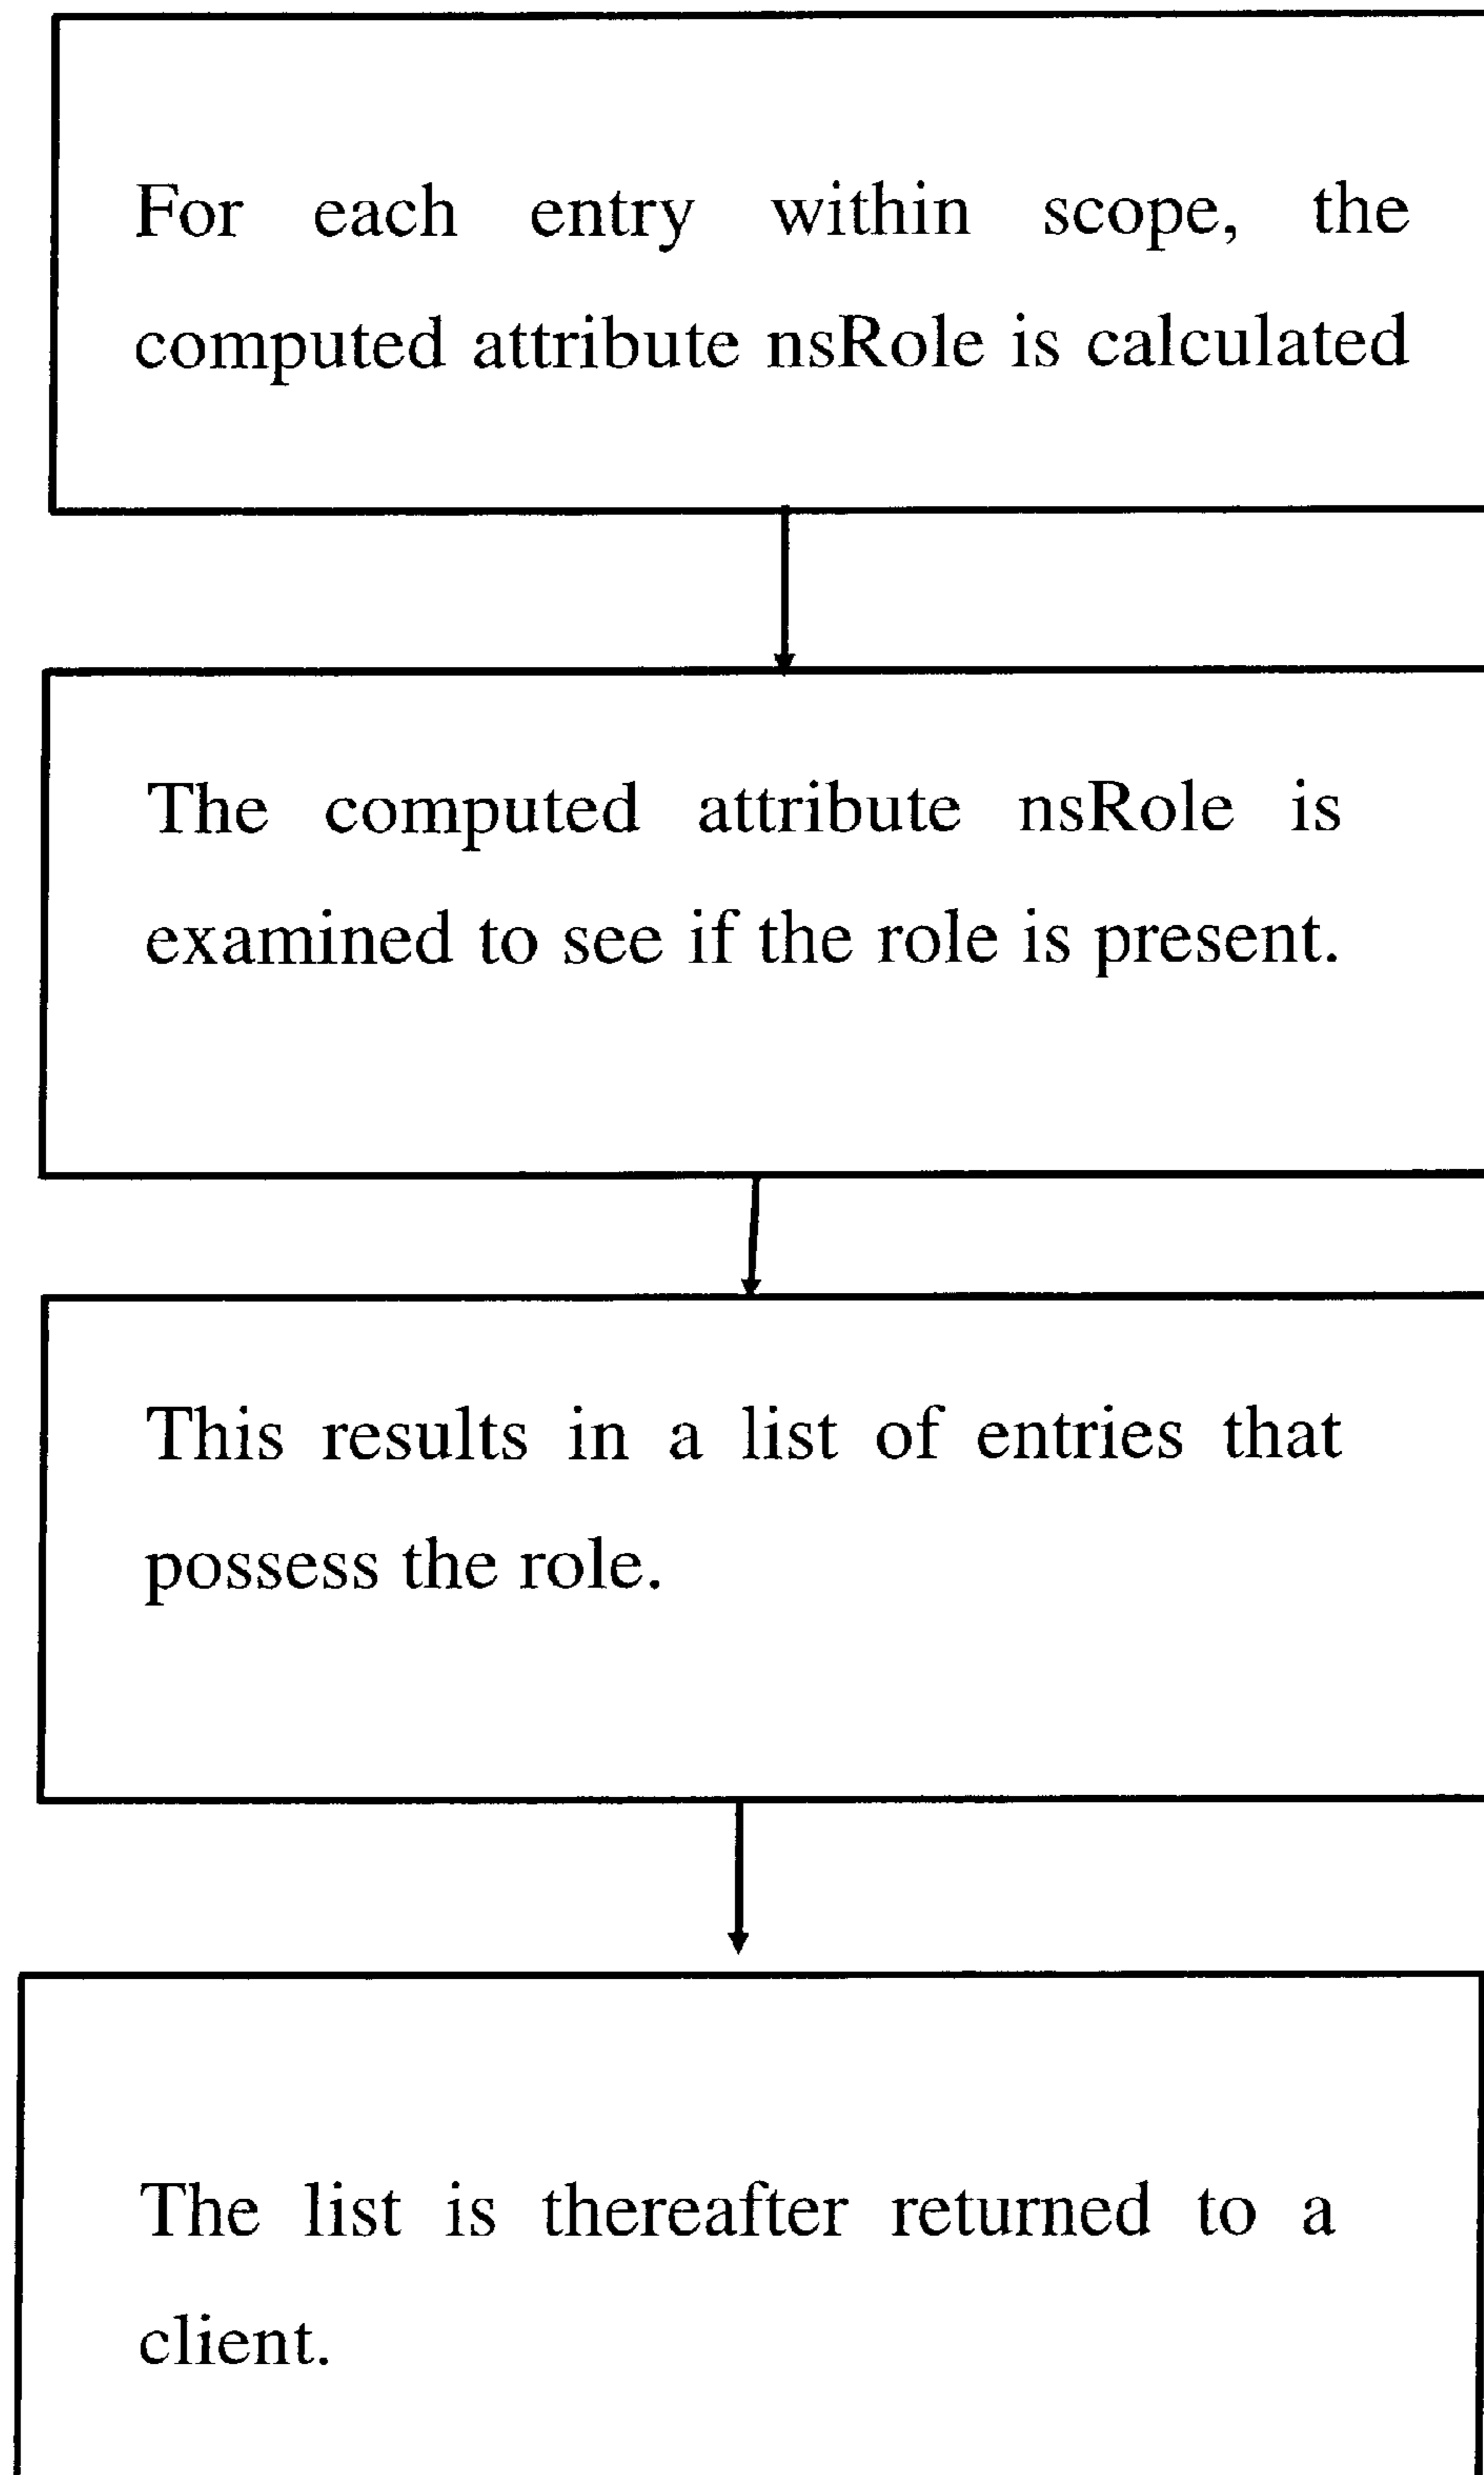 For each entry within scope, the
computed attribute nsRole is calculated
The computed attribute nsRole is
examined to see if the role is present.
This results in a list of entries that
possess the role.
The list is thereafter returned to a
client.